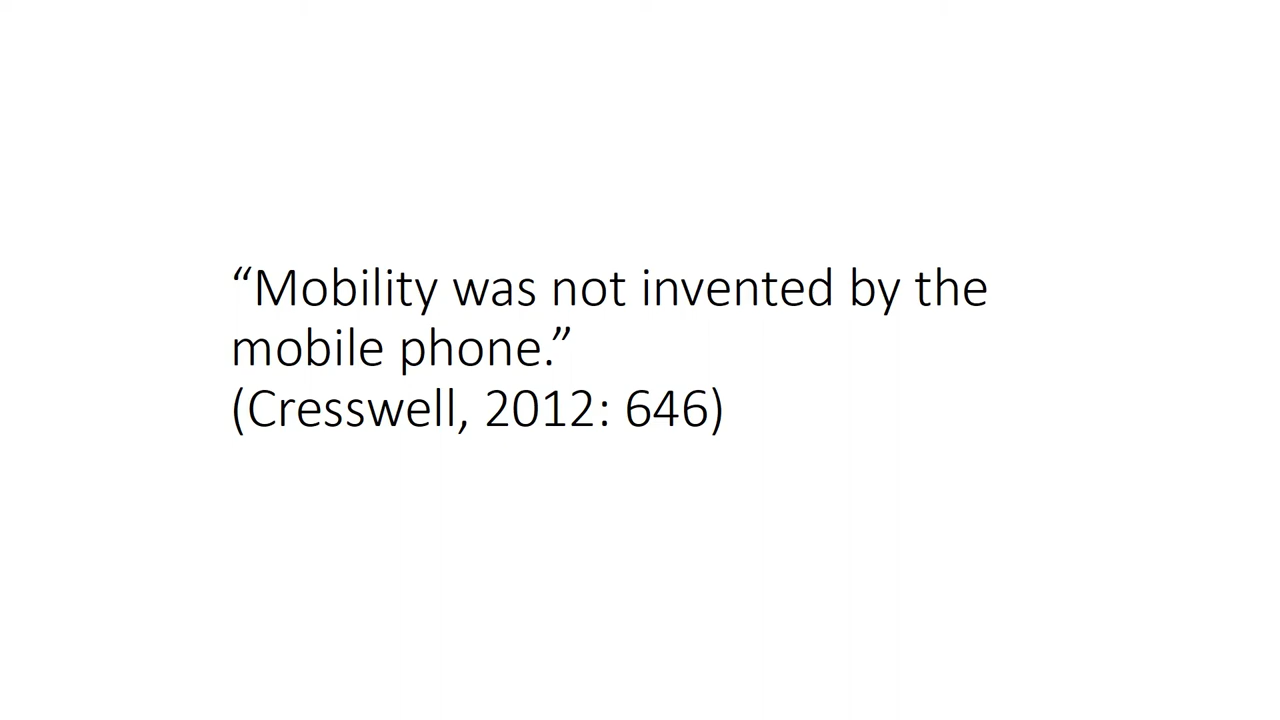 “Mobility was not invented by the
mobile phone.”
(Cresswell, 2012: 646)